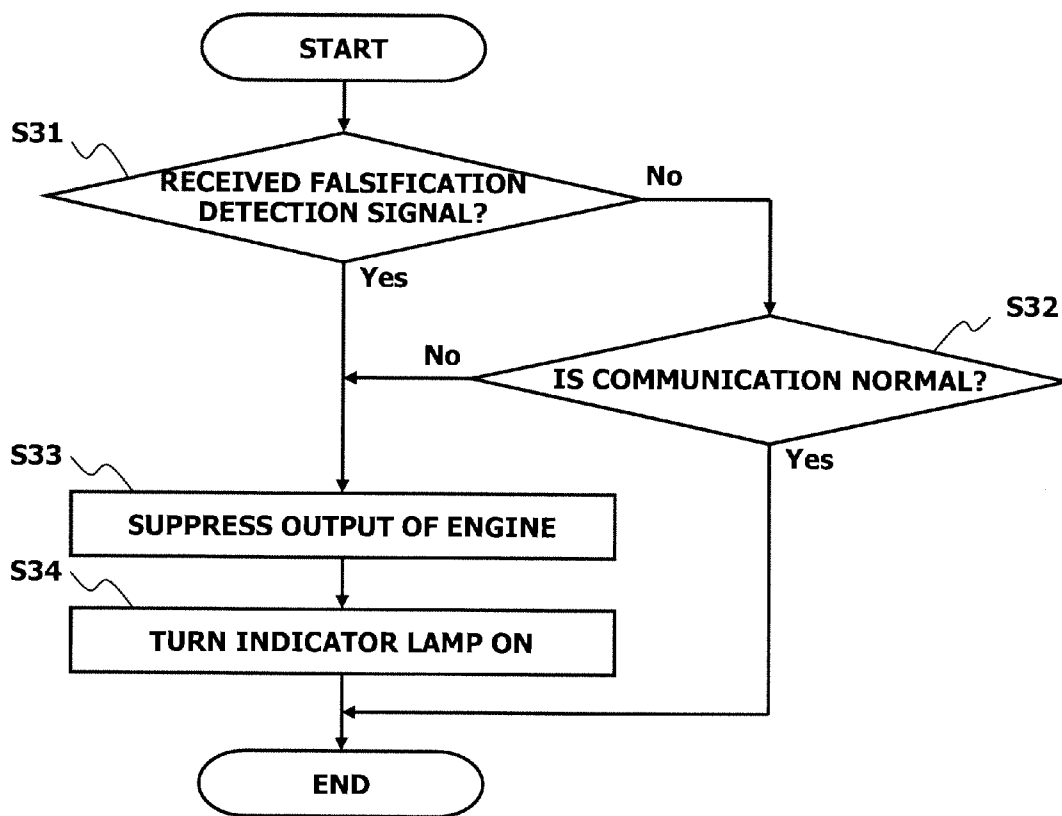 START
S31
RECEIVED FALSIFICATION
DETECTION SIGNAL?
No
Yes
S32
No
IS COMMUNICATION NORMAL?
Yes
S33
SUPPRESS OUTPUT OF ENGINE
S34
TURN INDICATOR LAMP ON
END